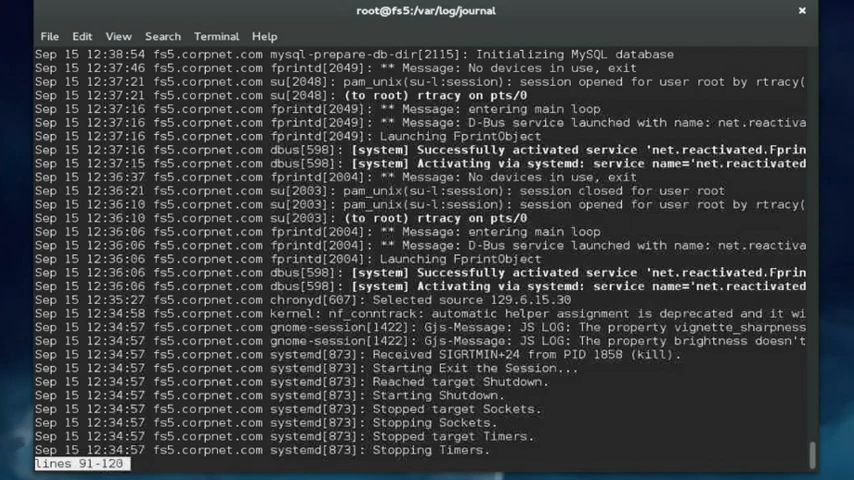 root@fs5:/var/log/journal
File Edit View Search Terminal Help
Sep 15 12:38:54 fs5.corpnet.com mysql-prepare-db-dir[2115]: Initializing MySQL database
Sep 15 12:37:46 fs5.corpnet.com fprintd[2049]: ** Message: No devices in use, exit
Sep 15 12:37:21 fs5.corpnet.com su[2048]: pam_unix(su-l:session): session opened for user root by rtracy(
Sep 15 12:37:21 fs5.corpnet.com su[2048]: (to root) rtracy on pts/0
Sep 15 12:37:16 fs5.corpnet.com fprintd[2049]: ** Message: entering main loop
Sep 15 12:37:16 fs5.corpnet.com fprintd[2049]: ** Message: D-Bus service launched with name: net.reactiva
Sep 15 12:37:16 fs5.corpnet.com fprintd[2049]: Launching FprintObject
Sep 15 12:37:16 fs5.corpnet.com dbus[598]: [system] Successfully activated service 'net.reactivated.Fprin
Sep 15 12:37:15 fs5.corpnet.com dbus[598]: [system] Activating via systemd: service name='net.reactivated
Sep 15 12:36:37 fs5.corpnet.com fprintd[2004]: ** Message: No devices in use, exit
Sep 15 12:36:21 fs5.corpnet.com su[2003]: pam_unix(su-l:session): session closed for user root
Sep 15 12:36:10 fs5.corpnet.com su[2003]: pam_unix(su-l:session): session opened for user root by rtracy(
Sep 15 12:36:10 fs5.corpnet.com su[2003]: (to root) rtracy on pts/0
Sep 15 12:36:06 fs5.corpnet.com fprintd[2004]: ** Message: entering main loop
Sep 15 12:36:06 fs5.corpnet.com fprintd[2004]: ** Message: D-Bus service launched with name: net.reactiva
Sep 15 12:36:06 fs5.corpnet.com fprintd[2004]: Launching FprintObject
Sep 15 12:36:06 fs5.corpnet.com dbus[598]: [system] Successfully activated service 'net.reactivated.Fprin
Sep 15 12:36:06 fs5.corpnet.com dbus[598]: [system] Activating via systemd: service name='net.reactivated
Sep 15 12:35:27 fs5.corpnet.com chronyd[607]: Selected source 129.6.15.30
Sep 15 12:34:58 fs5.corpnet.com kernel: nf_conntrack: automatic helper assignment is deprecated and it wi
Sep 15 12:34:57 fs5.corpnet.com gnome-session[1422]: Gjs-Message: JS LOG: The property vignette_sharpness
Sep 15 12:34:57 fs5.corpnet.com gnome-session[1422]: Gjs-Message: JS LOG: The property brightness doesn't
Sep 15 12:34:57 fs5.corpnet.com systemd[873]: Received SIGRTMIN+24 from PID 1858 (kill).
Sep 15 12:34:57 fs5.corpnet.com systemd[873]: Starting Exit the Session...
Sep 15 12:34:57 fs5.corpnet.com systemd[873]: Reached target Shutdown.
Sep 15 12:34:57 fs5.corpnet.com systemd[873]: Starting Shutdown.
Sep 15 12:34:57 fs5.corpnet.com systemd[873]: Stopped target Sockets.
Sep 15 12:34:57 fs5.corpnet.com systemd[873]: Stopping Sockets.
Sep 15 12:34:57 fs5.corpnet.com systemd[873]: Stopped target Timers.
Sep 15 12:34:57 fs5.corpnet.com systemd[873]: Stopping Timers.
lines 91-120